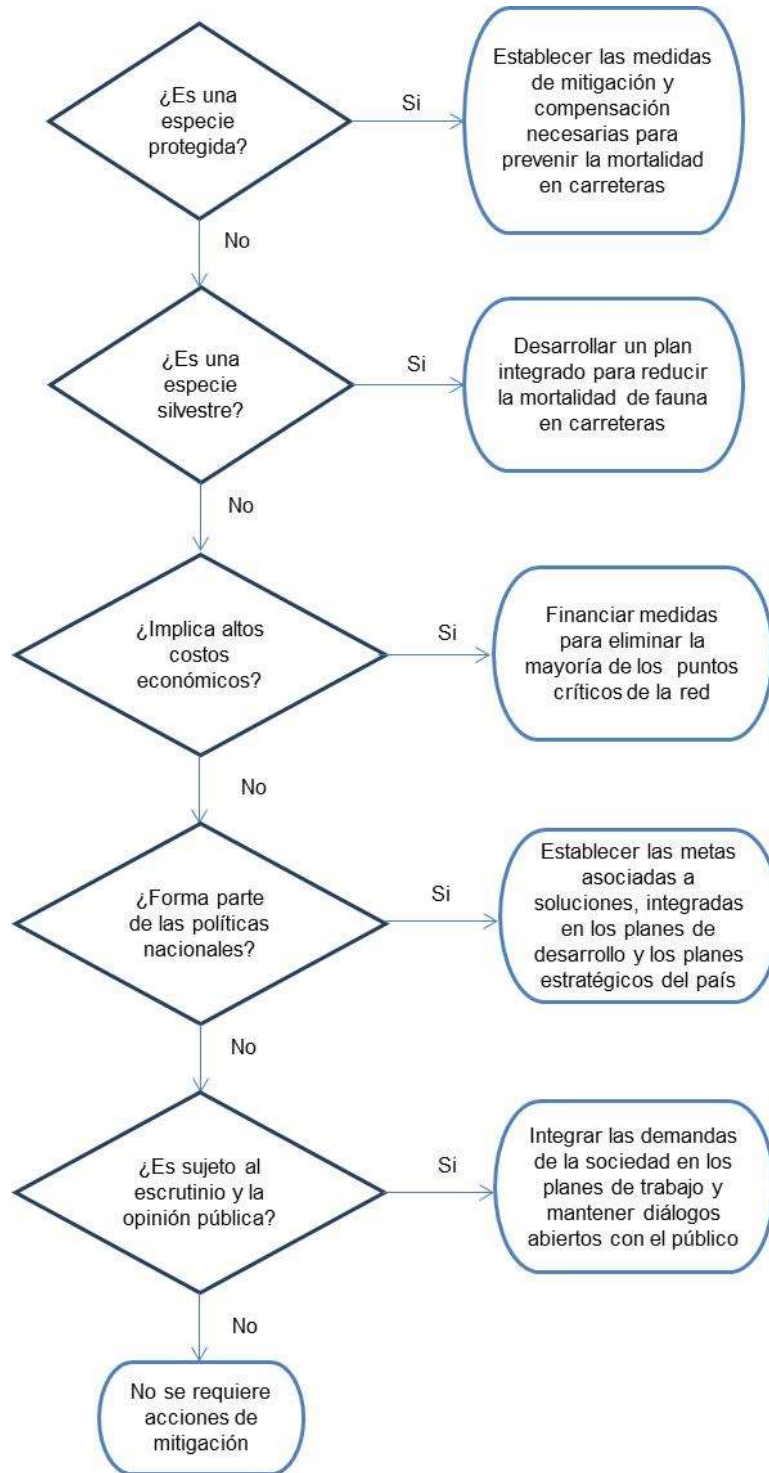 ¿Es una
especie
protegida?
Si
Establecer las medidas
de mitigación y
compensación
necesarias para
prevenir la mortalidad
en carreteras
No
¿Es una
especie
silvestre?
Si
Desarrollar un plan
integrado para reducir
la mortalidad de fauna
en carreteras
No
¿Implica altos
costos
económicos?
Si
Financiar medidas
para eliminar la
mayoría de los puntos
críticos de la red
No
¿Forma parte
de las políticas
nacionales?
Si
Establecer las metas
asociadas a
soluciones, integradas
en los planes de
desarrollo y los planes
estratégicos del país
No
¿Es sujeto al
escrutinio y la
opinión pública?
Si
Integrar las demandas
de la sociedad en los
planes de trabajo y
mantener diálogos
abiertos con el público
No
No se requiere
acciones de
mitigación